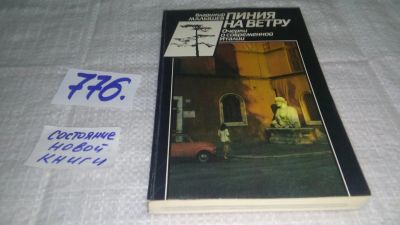 Владимир
МАЛЫШЕВ
ПИНИЯ
НА ВЕТРУ
Очерки
о современной
Италии
776.
СОСТОЯНИЕ
НОВОЙ
КНИГИ